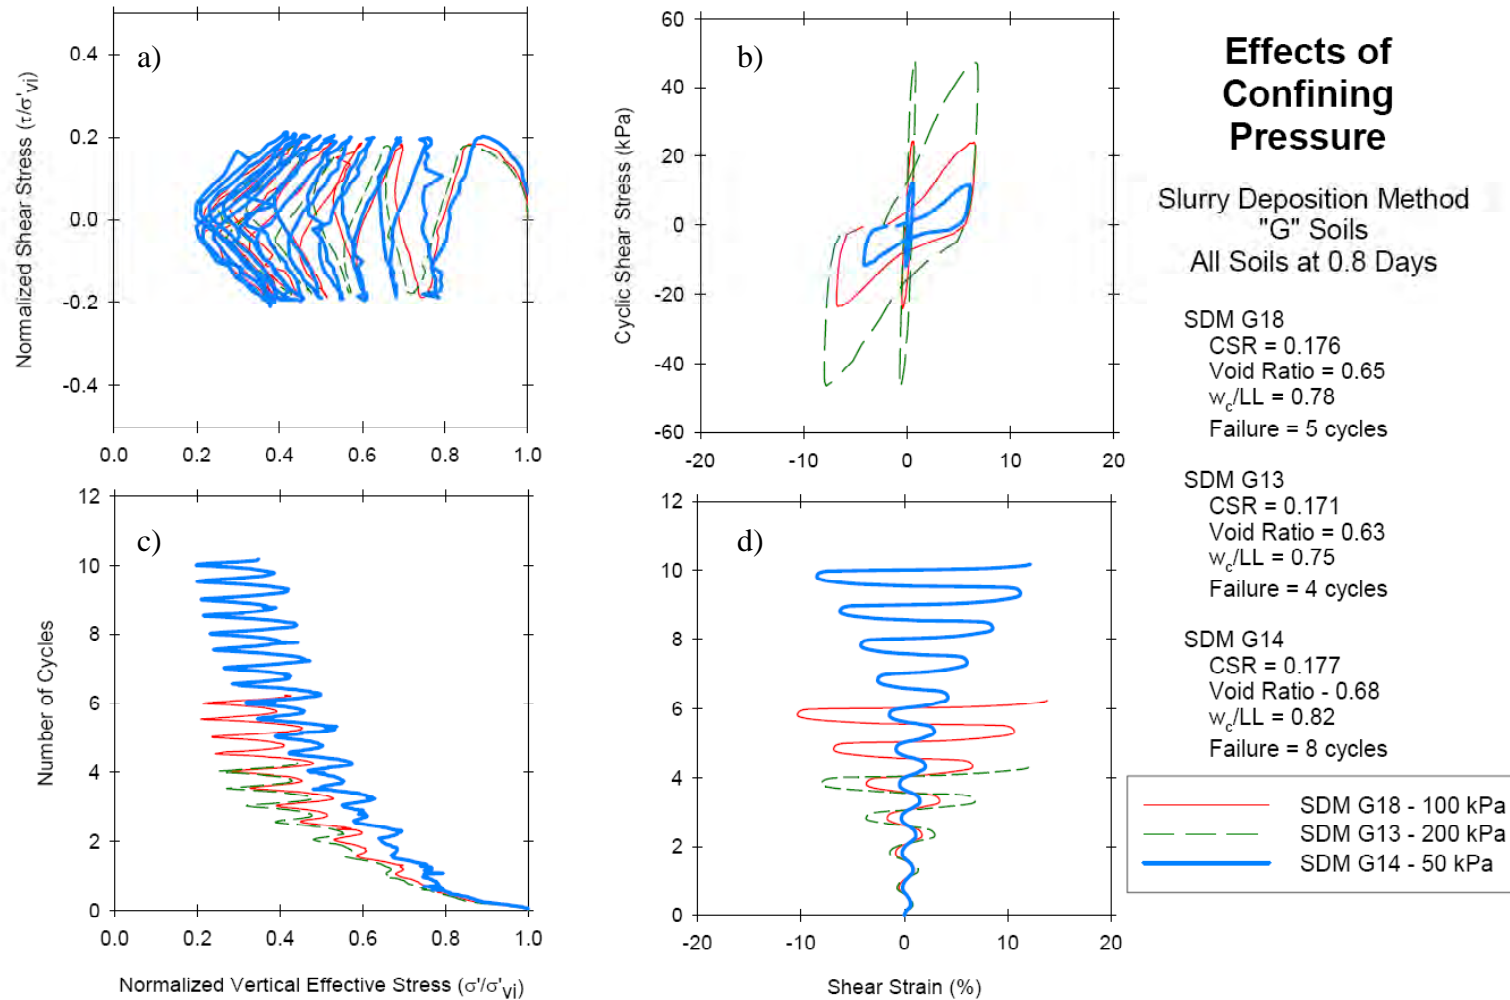 a)
Normalized Shear Stress (τ/σ'vi)
0.4
0.2
0.0
-0.2
-0.4
0.0 0.2 0.4 0.6 0.8 1.0
b)
Cyclic Shear Stress (kPa)
60
40
20
0
-20
-40
-60
-20 -10 0 10 20
c)
Number of Cycles
12
10
8
6
4
2
0
0.0 0.2 0.4 0.6 0.8 1.0
Normalized Vertical Effective Stress (σ'/σ'vi)
d)
12
10
8
6
4
2
0
-20 -10 0 10 20
Shear Strain (%)
Effects of
Confining
Pressure
Slurry Deposition Method
"G" Soils
All Soils at 0.8 Days
SDM G18
CSR = 0.176
Void Ratio = 0.65
wc/LL = 0.78
Failure = 5 cycles
SDM G13
CSR = 0.171
Void Ratio = 0.63
wc/LL = 0.75
Failure = 4 cycles
SDM G14
CSR = 0.177
Void Ratio - 0.68
wc/LL = 0.82
Failure = 8 cycles
SDM G18 - 100 kPa
SDM G13 - 200 kPa
SDM G14 - 50 kPa